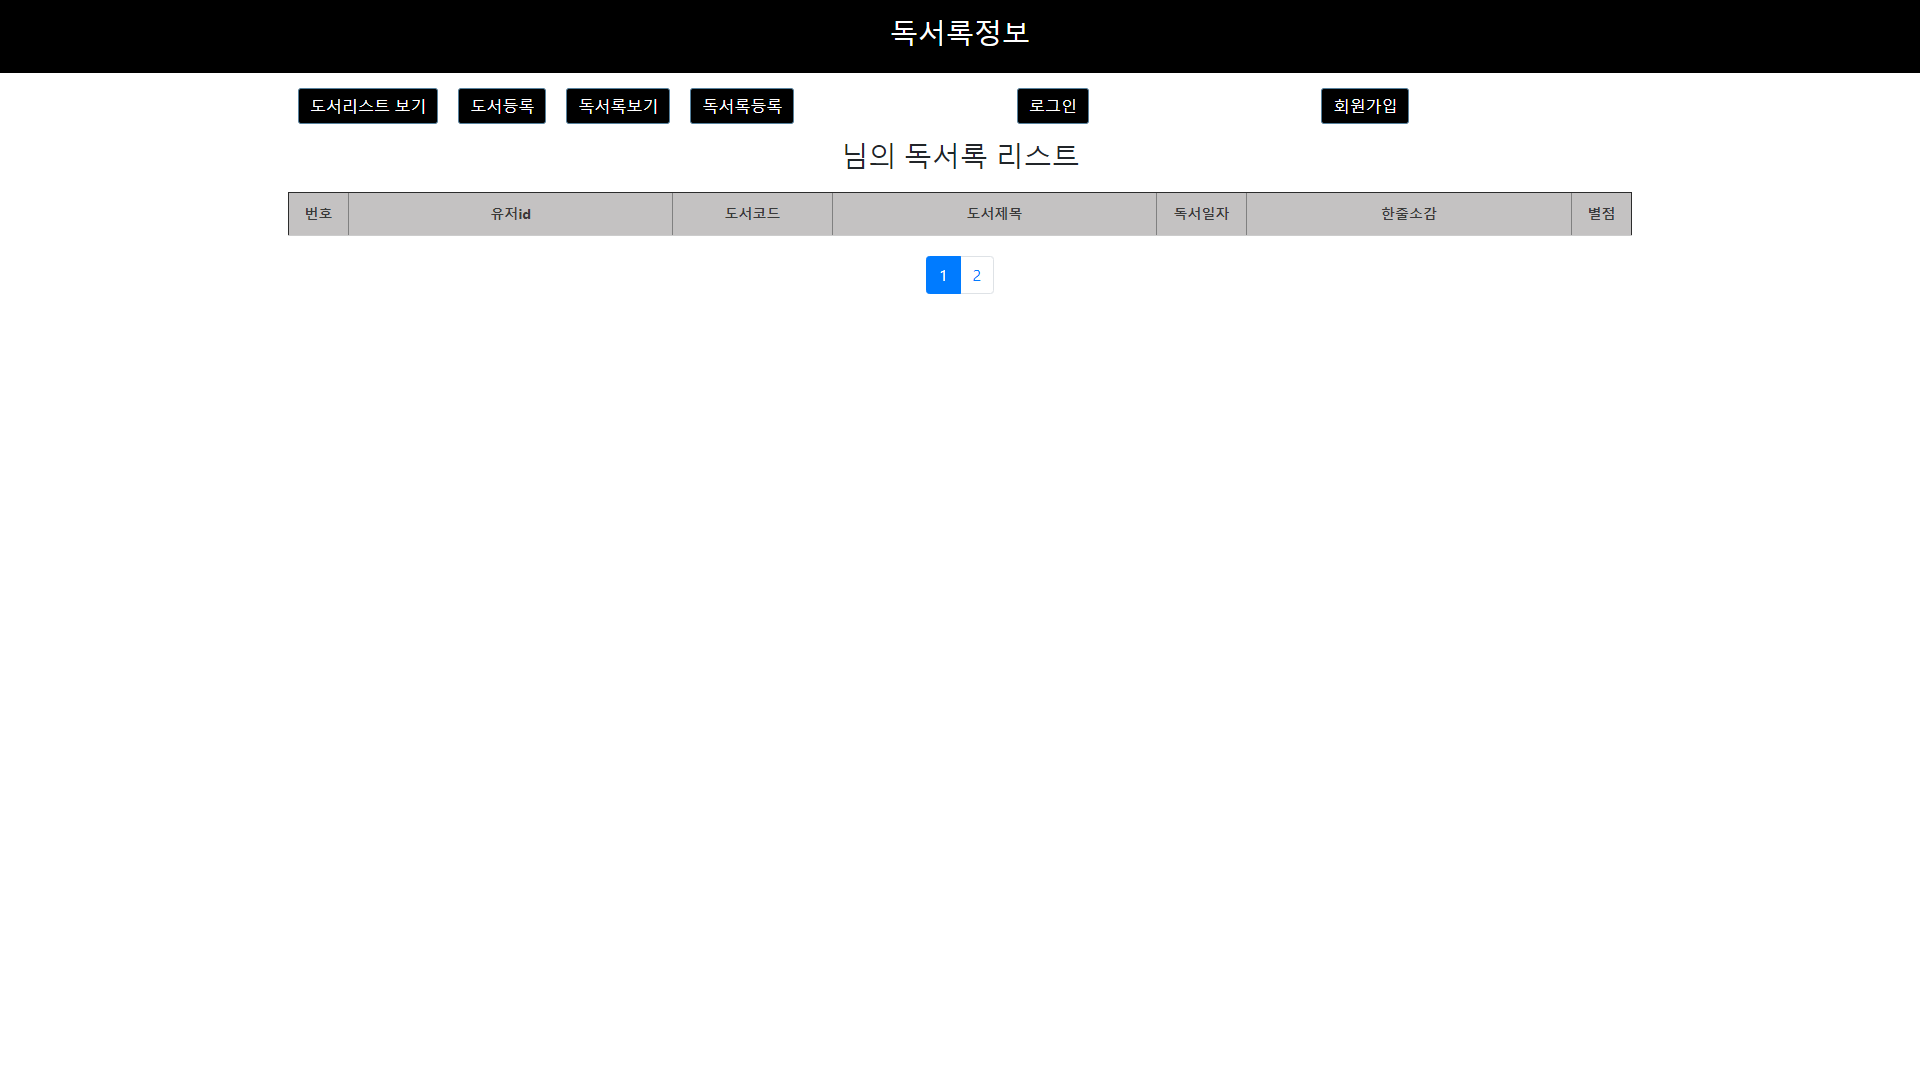 독서록정보
도서리스트 보기 도서등록 독서록보기 독서록등록 로그인 회원가입
님의 독서록 리스트
번호 유저id 도서코드 도서제목 독서일자 한줄소감 별점
1 2